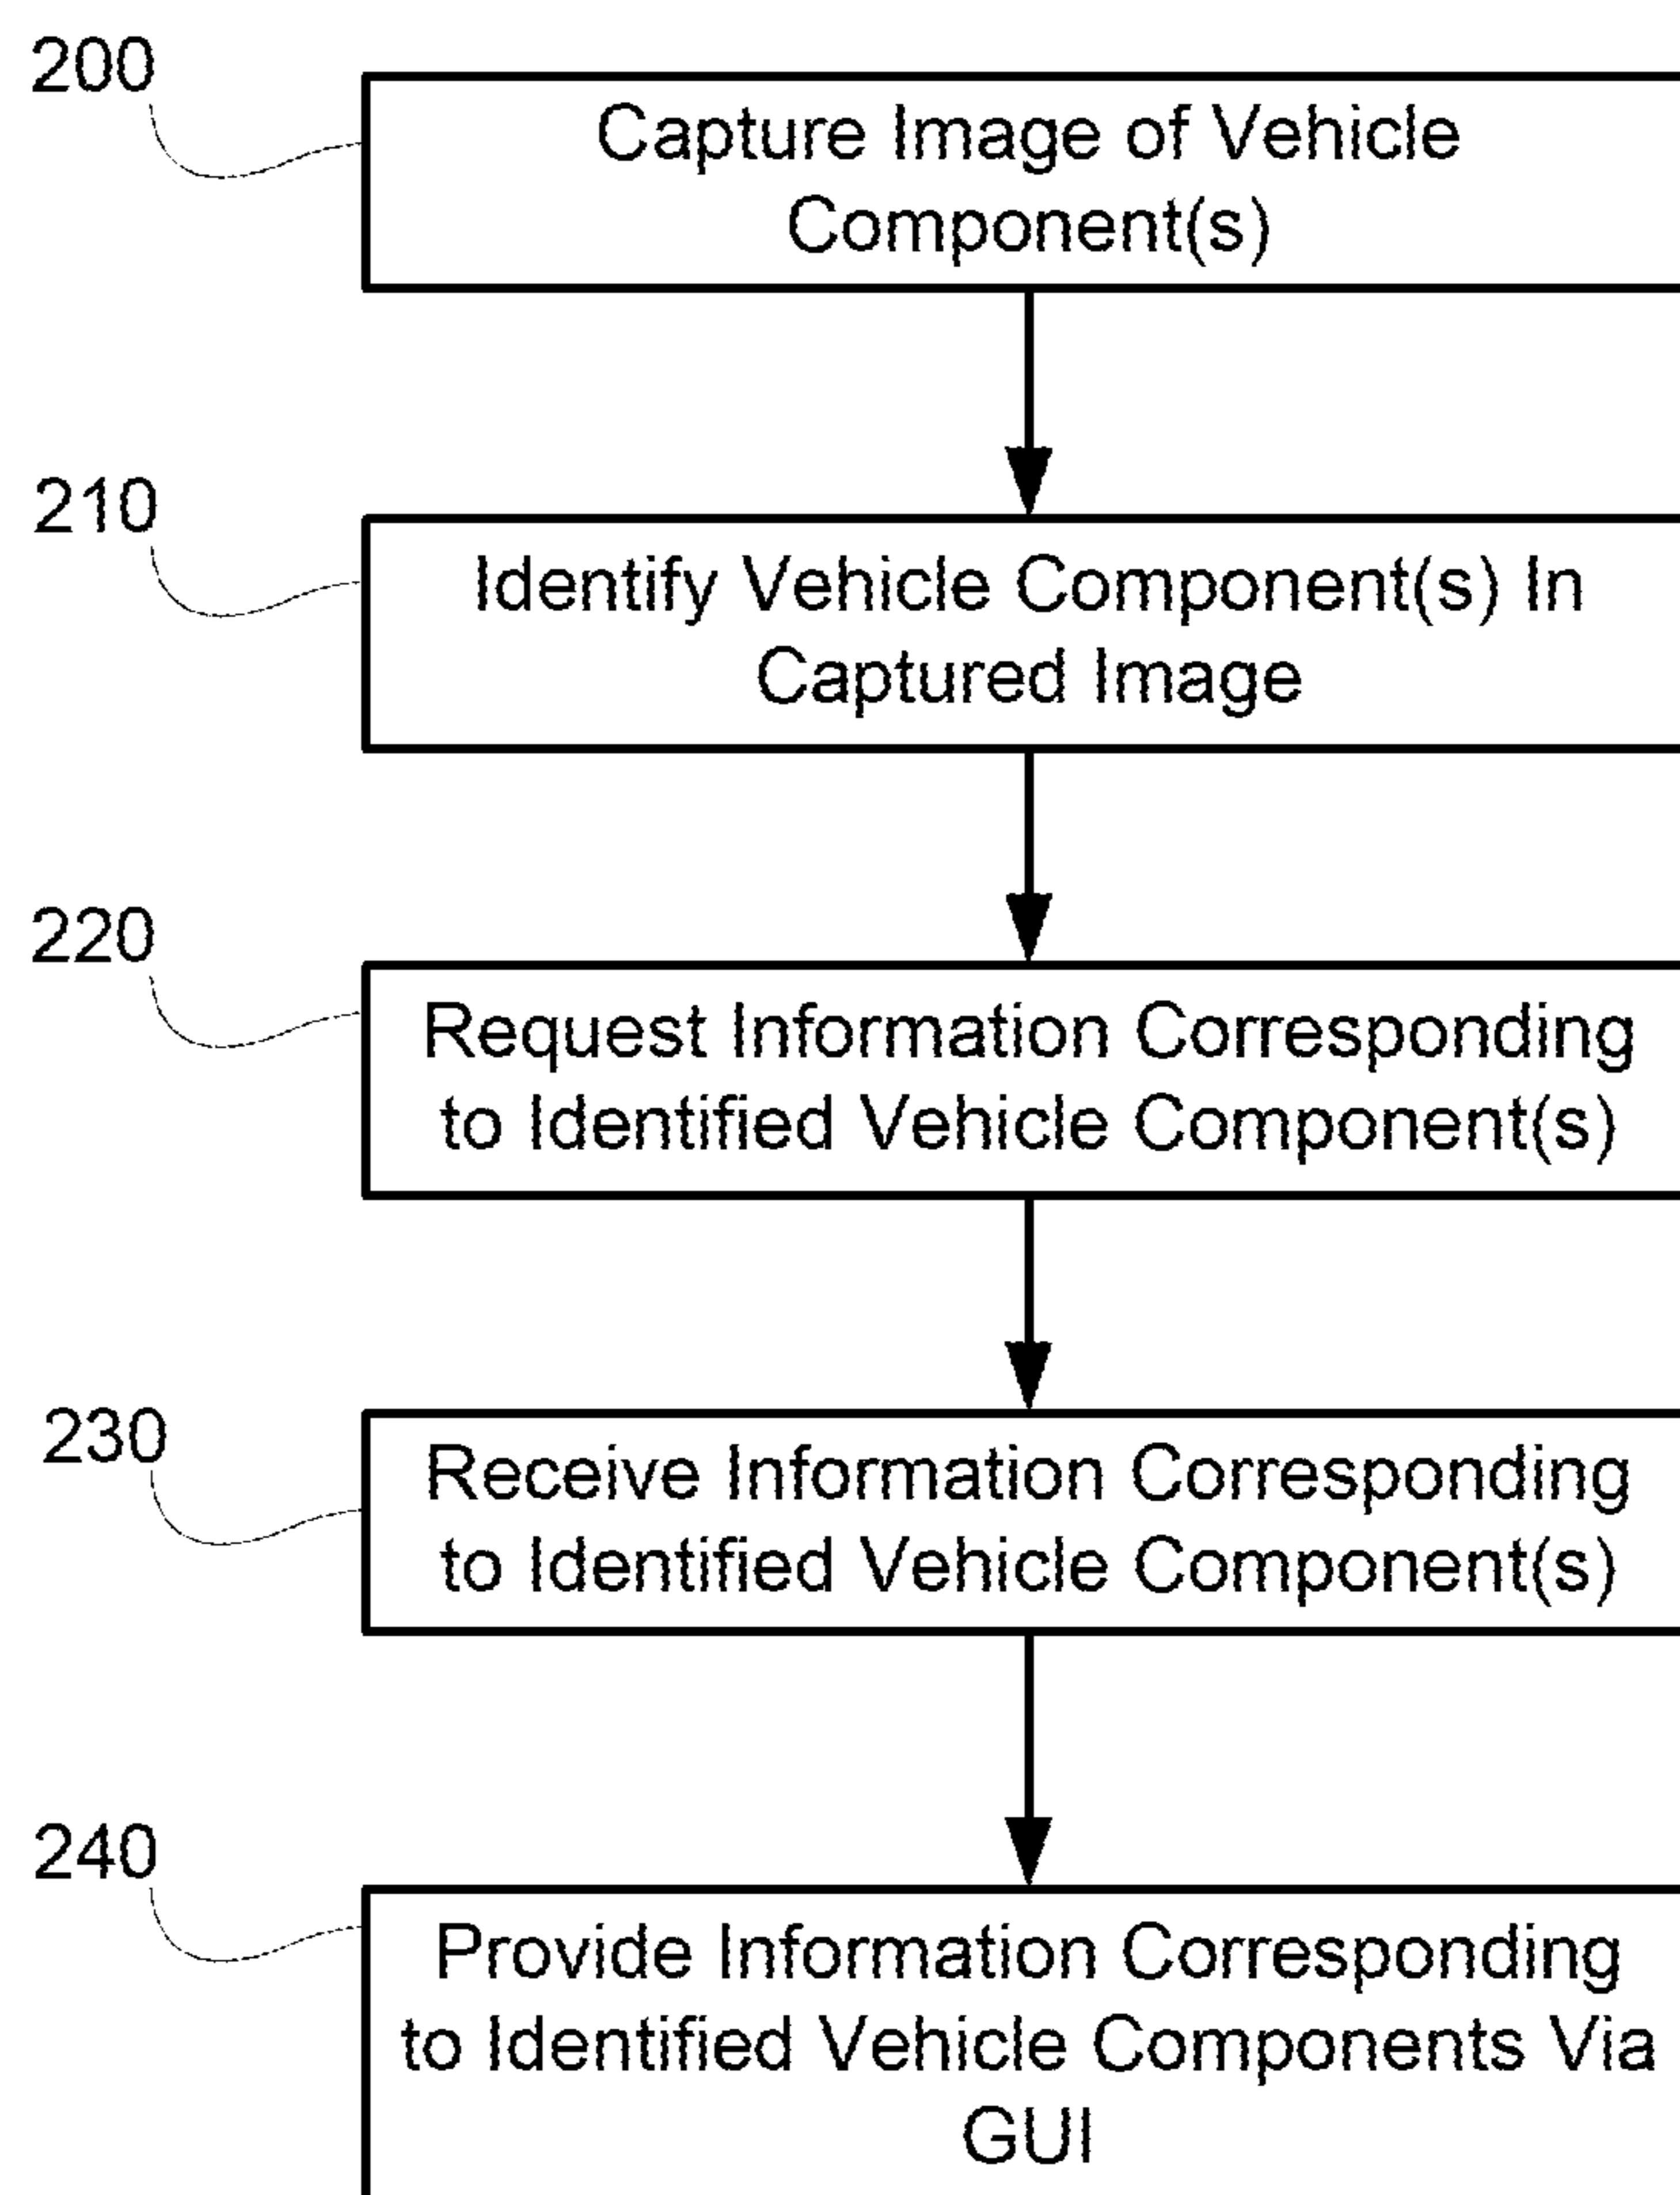 200
Capture Image of Vehicle
Component(s)
210
Identify Vehicle Component(s) In
Captured Image
220
Request Information Corresponding
to Identified Vehicle Component(s)
230
Receive Information Corresponding
to Identified Vehicle Component(s)
240
Provide Information Corresponding
to Identified Vehicle Components Via
GUI